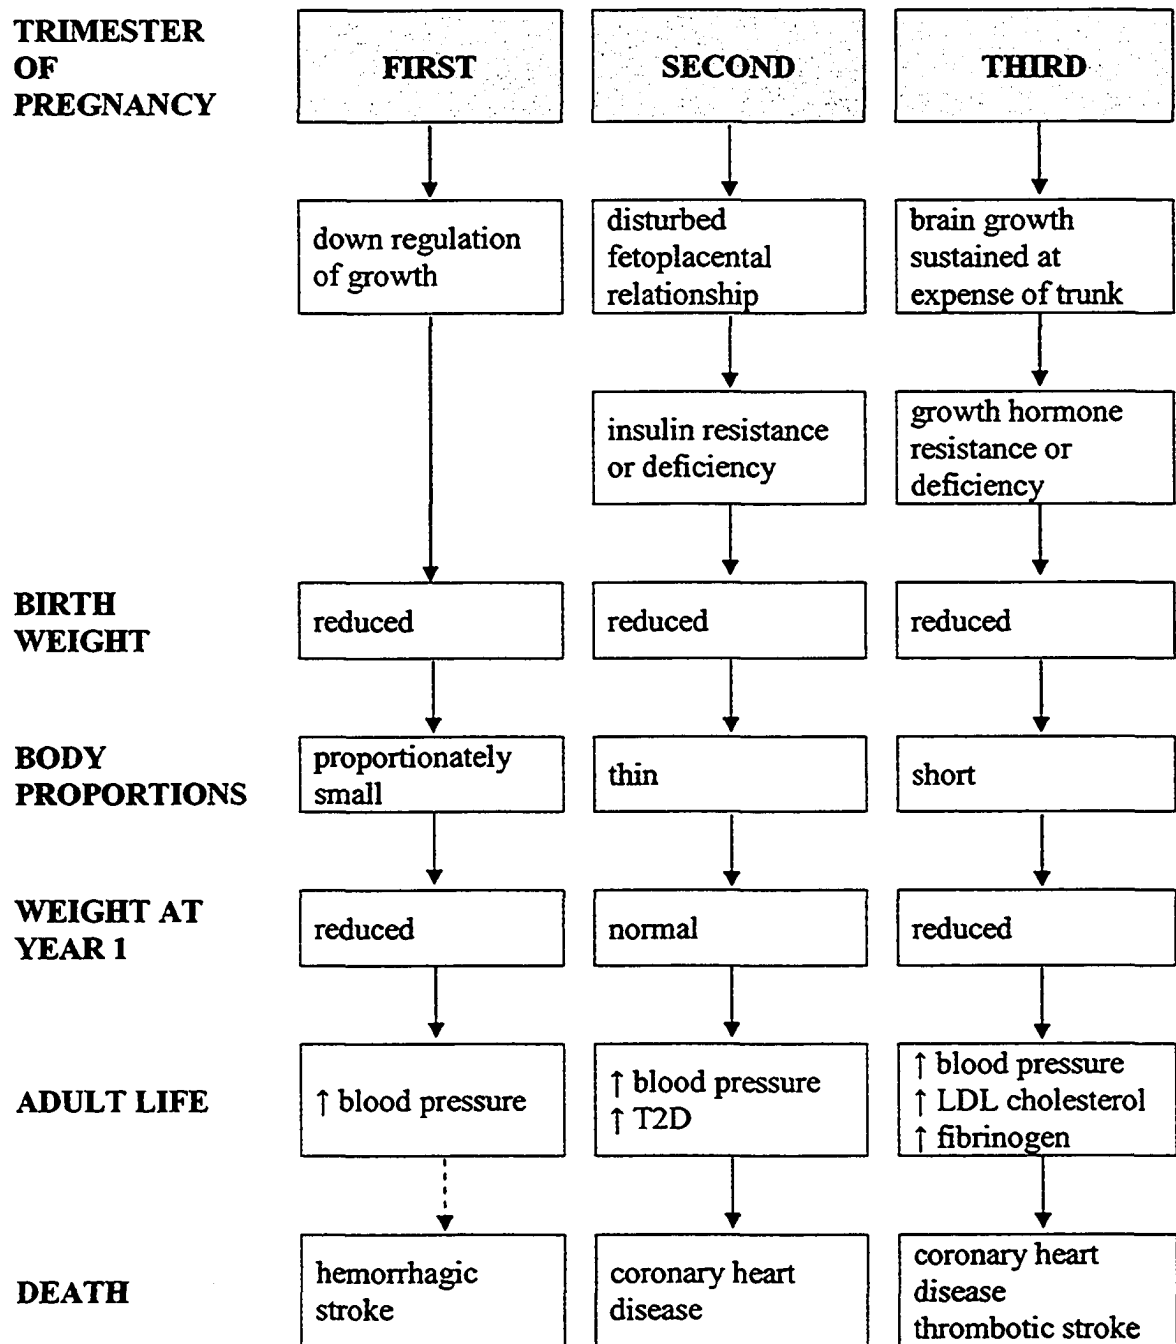 TRIMESTER
OF
PREGNANCY
FIRST
SECOND
THIRD
down regulation
of growth
disturbed
fetoplacental
relationship
brain growth
sustained at
expense of trunk
insulin resistance
or deficiency
growth hormone
resistance or
deficiency
BIRTH
WEIGHT
reduced
reduced
reduced
BODY
PROPORTIONS
proportionately
small
thin
short
WEIGHT AT
YEAR 1
reduced
normal
reduced
ADULT LIFE
↑ blood pressure
↑ blood pressure
↑ T2D
↑ blood pressure
↑ LDL cholesterol
↑ fibrinogen
DEATH
hemorrhagic
stroke
coronary heart
disease
coronary heart
disease
thrombotic stroke